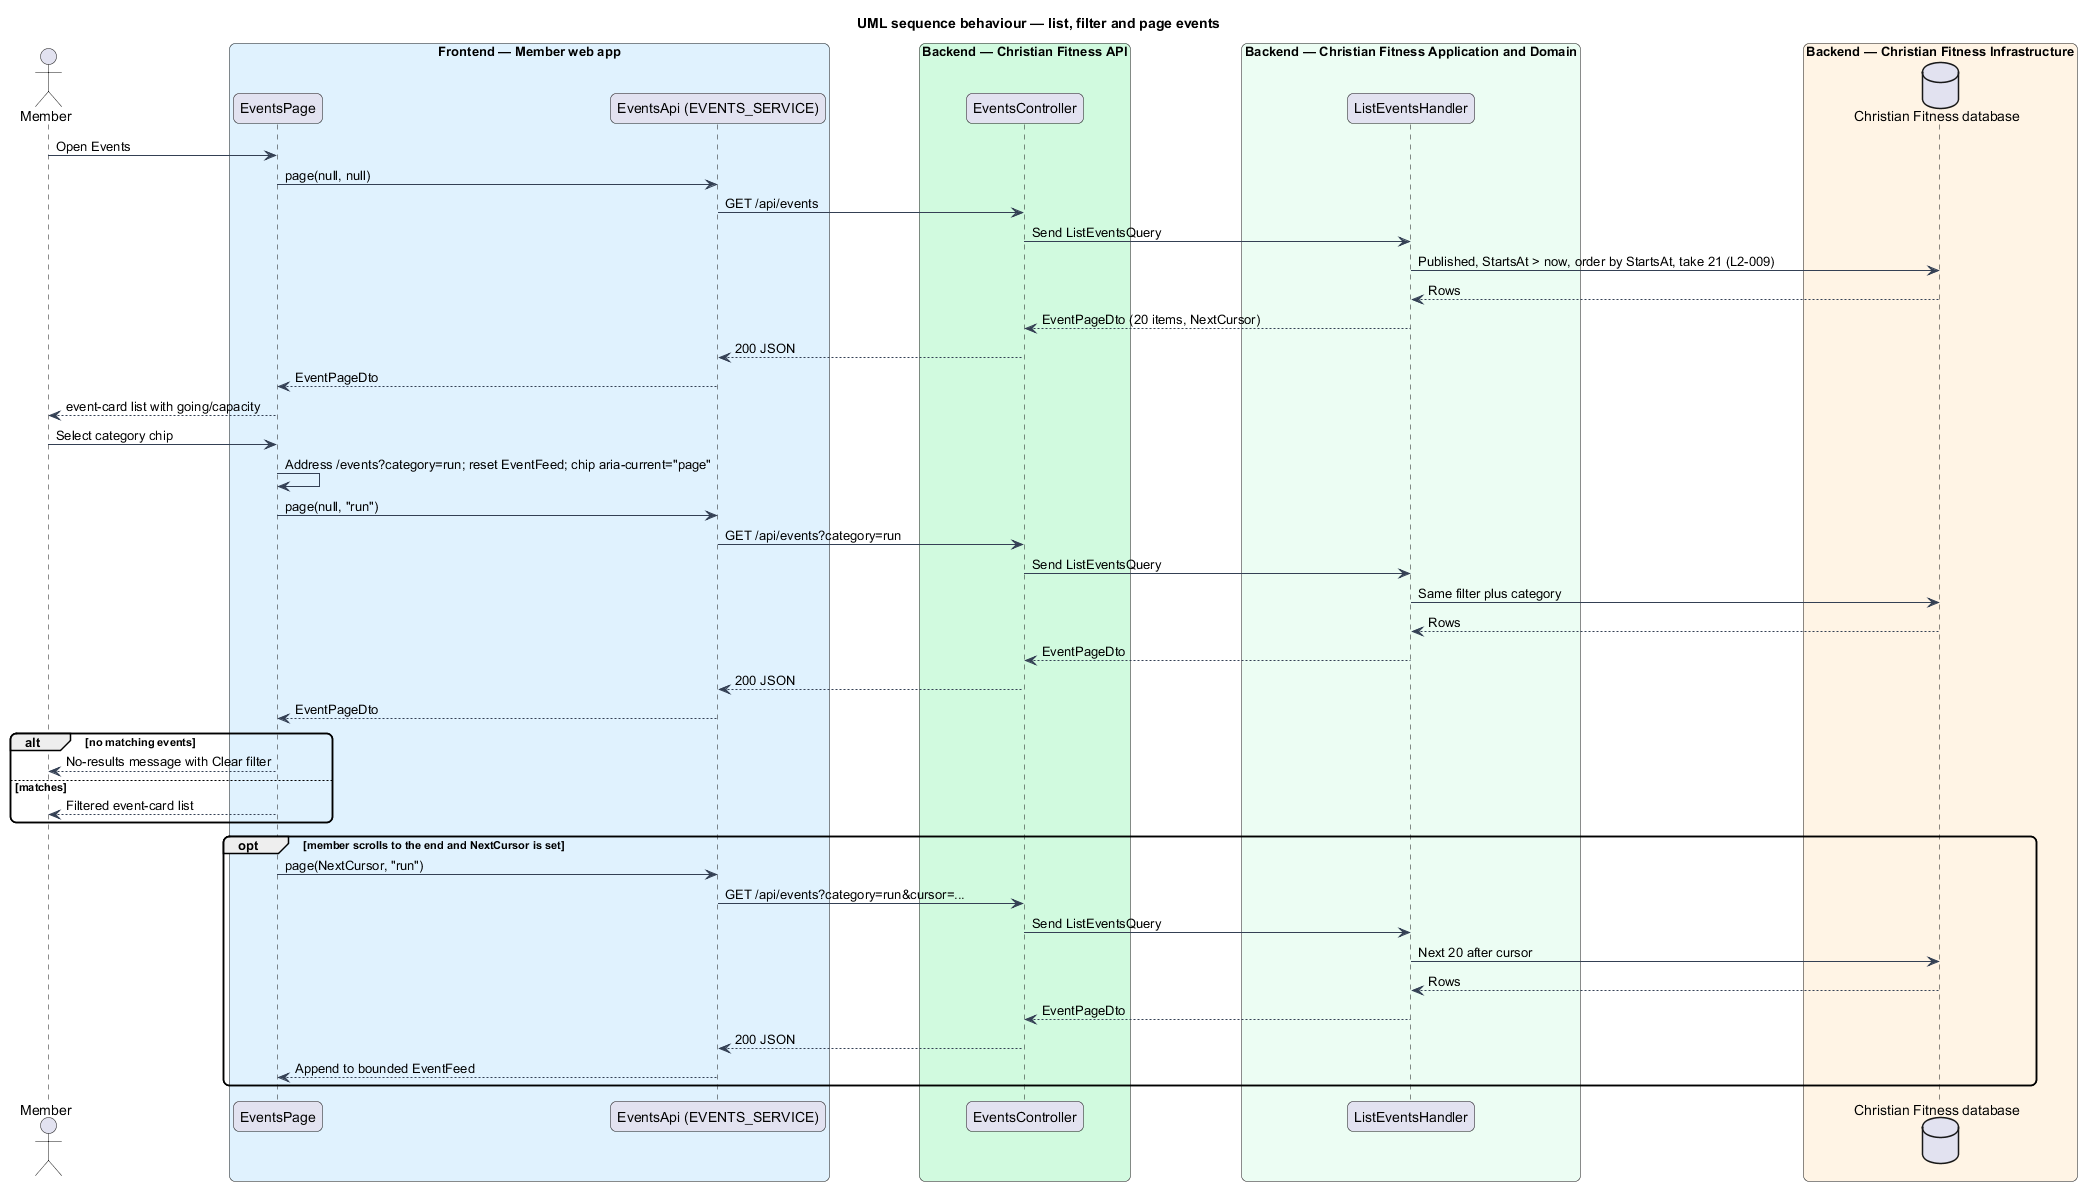 UML sequence behaviour — list, filter and page events
Frontend — Member web app
Backend — Christian Fitness API
Backend — Christian Fitness Application and Domain
Backend — Christian Fitness Infrastructure
Member
EventsPage
EventsApi (EVENTS_SERVICE)
EventsController
ListEventsHandler
Christian Fitness database
Open Events
page(null, null)
GET /api/events
Send ListEventsQuery
Published, StartsAt > now, order by StartsAt, take 21 (L2-009)
Rows
EventPageDto (20 items, NextCursor)
200 JSON
EventPageDto
event-card list with going/capacity
Select category chip
Address /events?category=run; reset EventFeed; chip aria-current="page"
page(null, "run")
GET /api/events?category=run
Send ListEventsQuery
Same filter plus category
Rows
EventPageDto
200 JSON
EventPageDto
alt [no matching events]
No-results message with Clear filter
[matches]
Filtered event-card list
opt [member scrolls to the end and NextCursor is set]
page(NextCursor, "run")
GET /api/events?category=run&cursor=...
Send ListEventsQuery
Next 20 after cursor
Rows
EventPageDto
200 JSON
Append to bounded EventFeed
Member
EventsPage
EventsApi (EVENTS_SERVICE)
EventsController
ListEventsHandler
Christian Fitness database